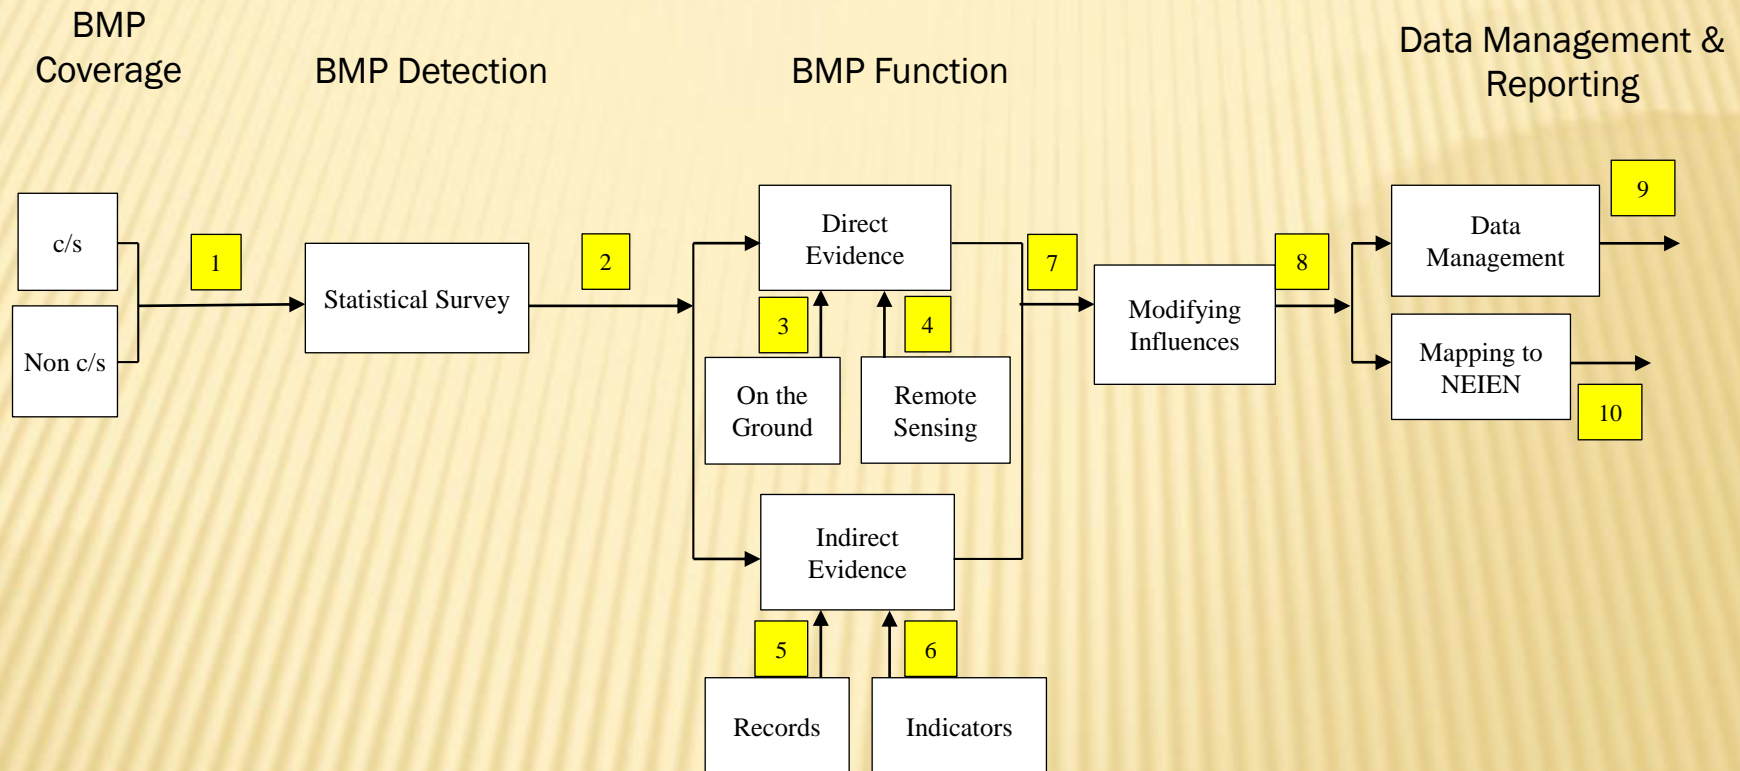 BMP
Coverage
BMP Detection
BMP Function
Data Management &
Reporting
c/s
Non c/s
1
Statistical Survey
2
Direct
Evidence
3
4
On the
Ground
Remote
Sensing
Indirect
Evidence
5
6
Records
Indicators
7
Modifying
Influences
8
Data
Management
9
Mapping to
NEIEN
10